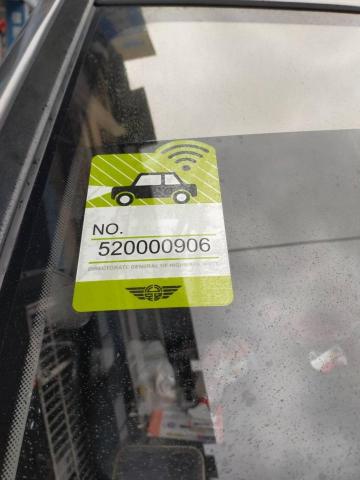 NO.
520000906
DIRECTORATE GENERAL OF HIGHWAYS